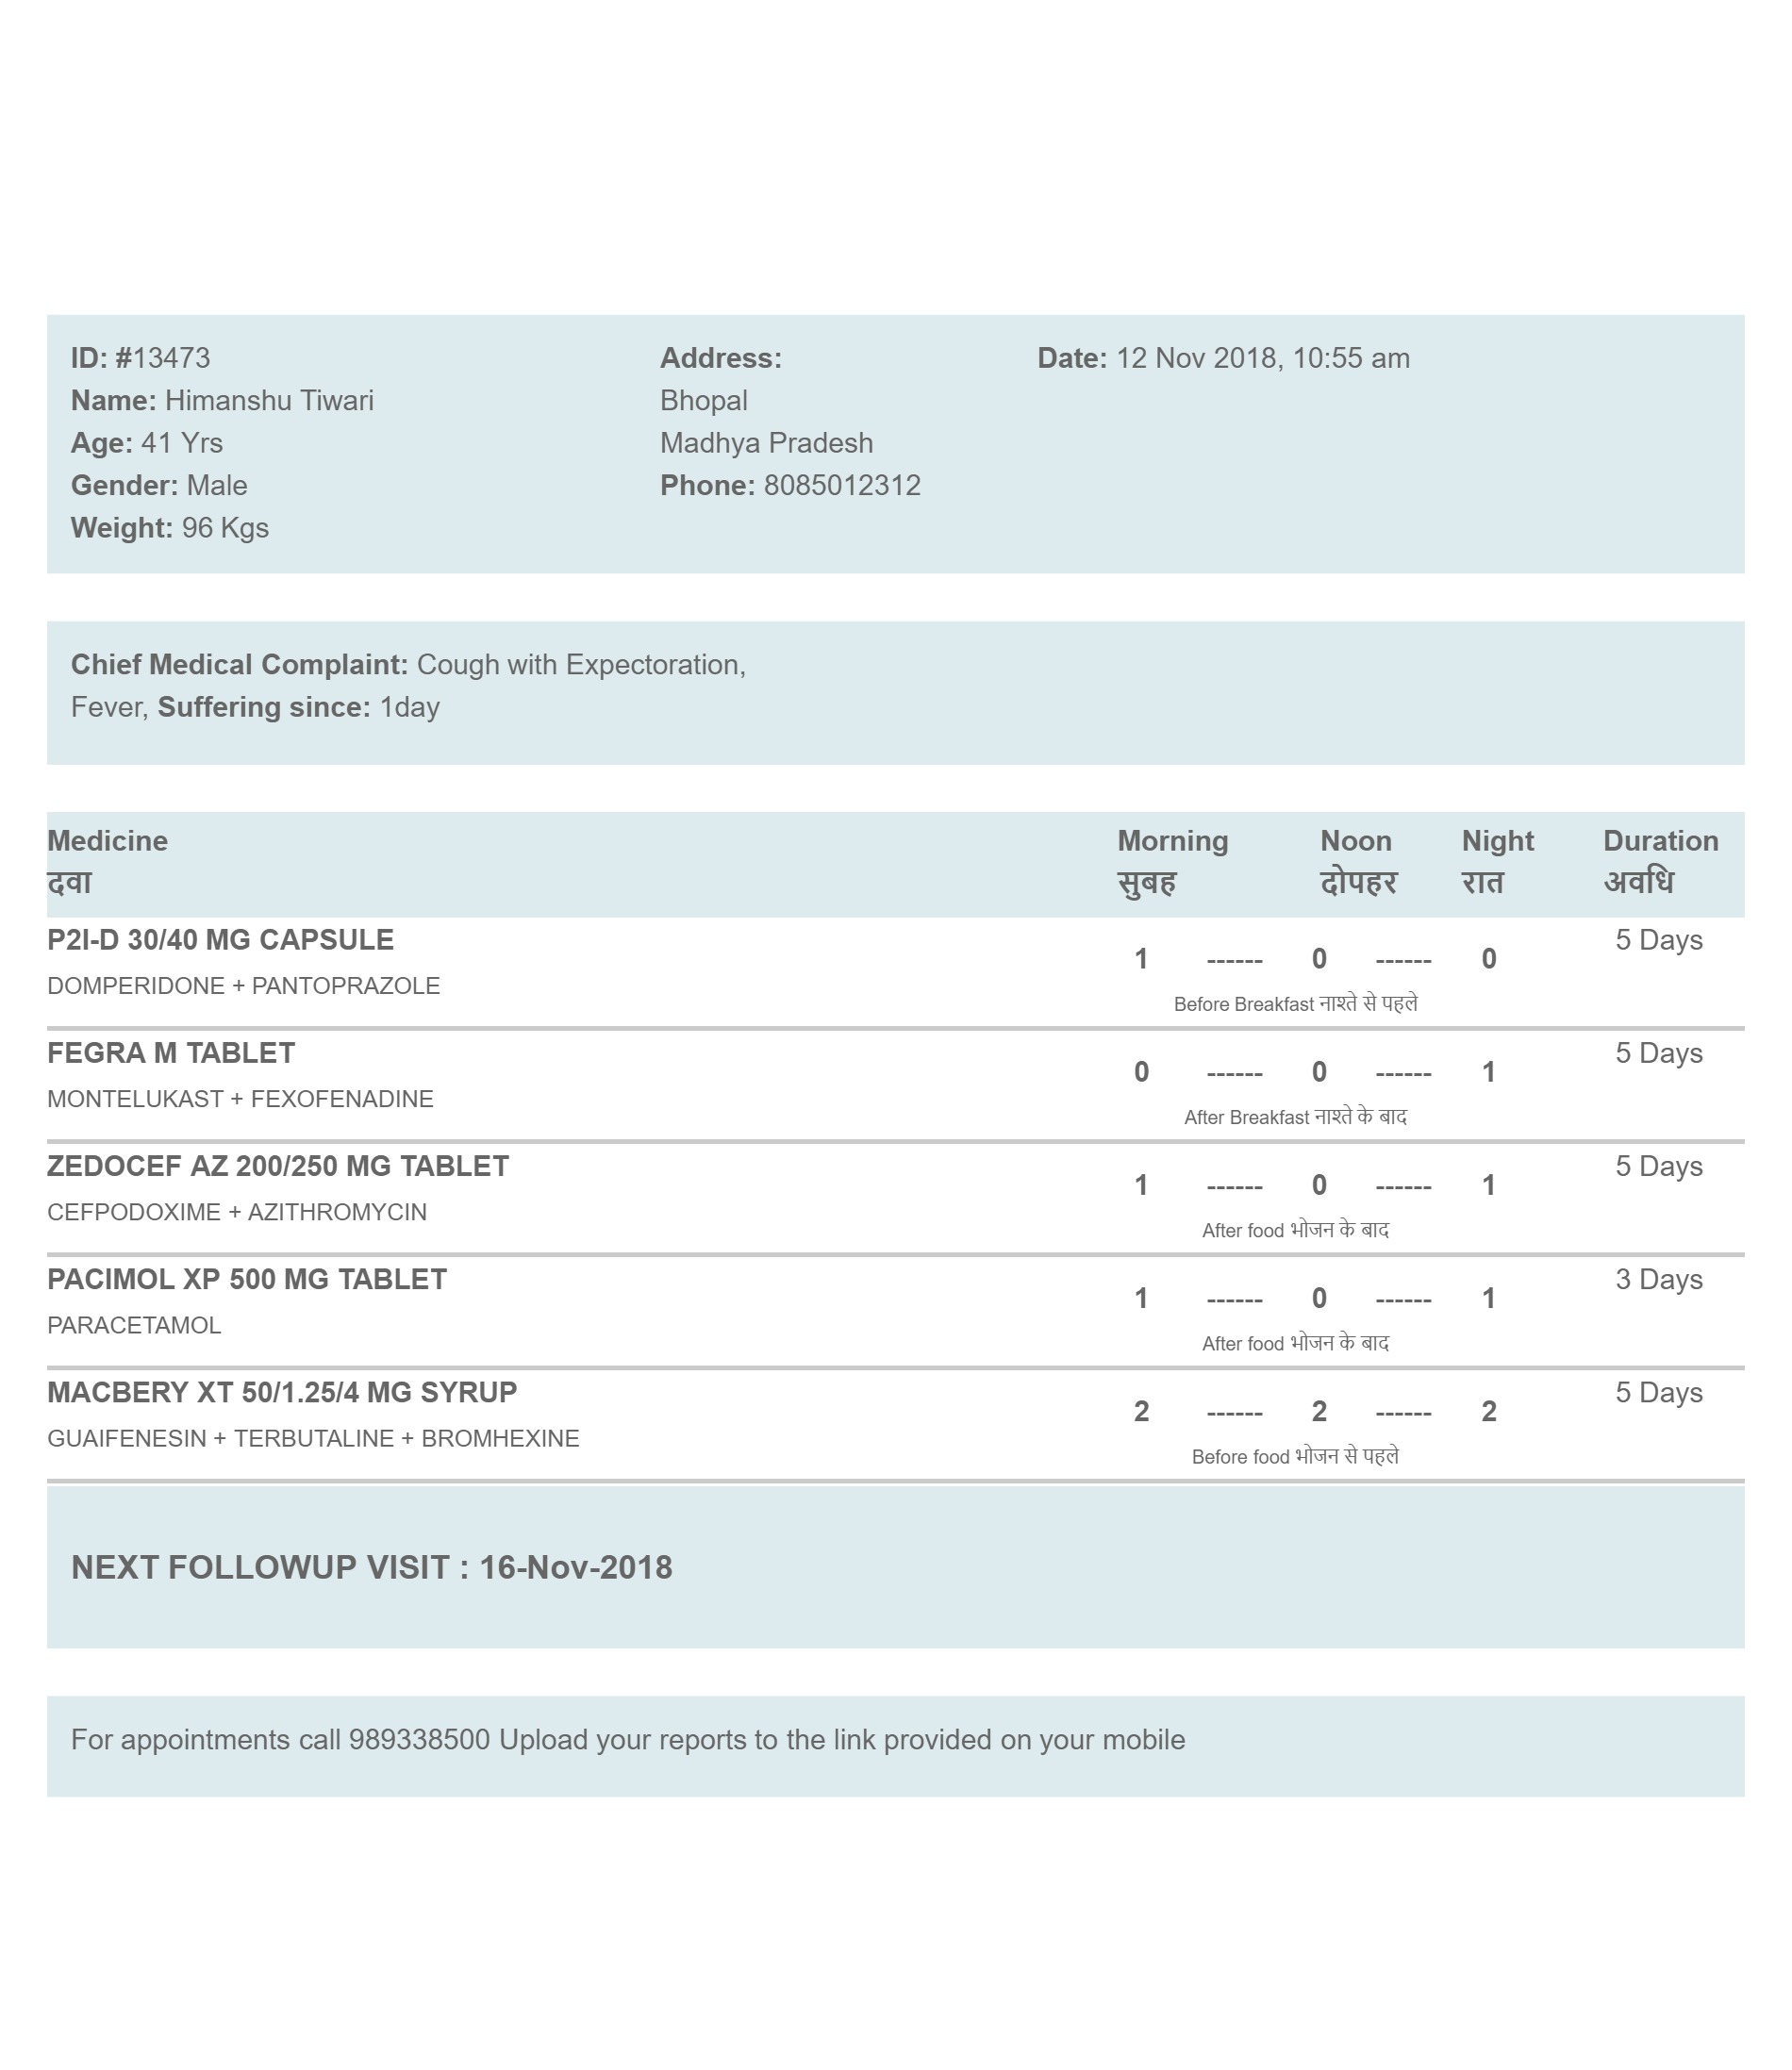 ID: #13473
Name: Himanshu Tiwari
Age: 41 Yrs
Gender: Male
Weight: 96 Kgs
Address:
Bhopal
Madhya Pradesh
Phone: 8085012312
Date: 12 Nov 2018, 10:55 am
Chief Medical Complaint: Cough with Expectoration,
Fever, Suffering since: 1day
Medicine Morning Noon Night Duration
दवा सुबह दोपहर रात अवधि
P2I-D 30/40 MG CAPSULE 5 Days
1 ------ 0 ------ 0
DOMPERIDONE + PANTOPRAZOLE
Before Breakfast नाश्ते से पहले
FEGRA M TABLET 5 Days
0 ------ 0 ------ 1
MONTELUKAST + FEXOFENADINE
After Breakfast नाश्ते के बाद
ZEDOCEF AZ 200/250 MG TABLET 5 Days
1 ------ 0 ------ 1
CEFPODOXIME + AZITHROMYCIN
After food भोजन के बाद
PACIMOL XP 500 MG TABLET 3 Days
1 ------ 0 ------ 1
PARACETAMOL
After food भोजन के बाद
MACBERY XT 50/1.25/4 MG SYRUP 5 Days
2 ------ 2 ------ 2
GUAIFENESIN + TERBUTALINE + BROMHEXINE
Before food भोजन से पहले
NEXT FOLLOWUP VISIT : 16-Nov-2018
For appointments call 989338500 Upload your reports to the link provided on your mobile